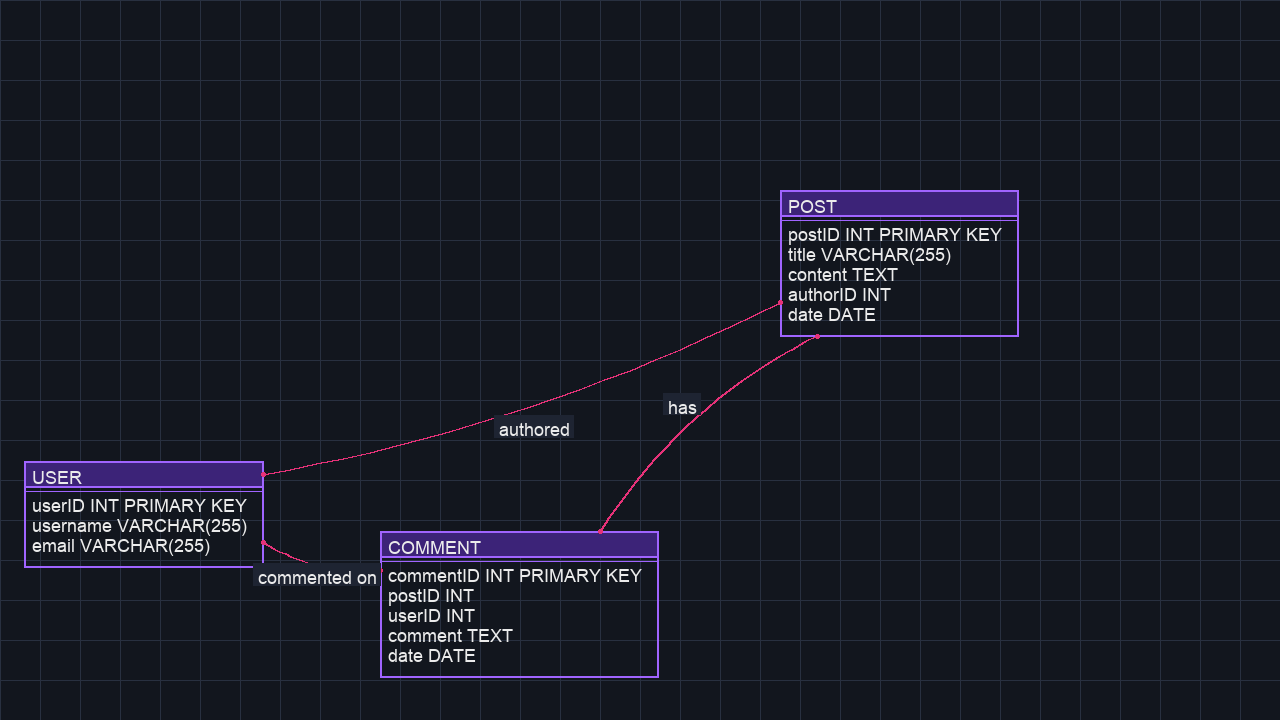 POST
postID INT PRIMARY KEY
title VARCHAR(255)
content TEXT
authorID INT
date DATE
has
authored
USER
userID INT PRIMARY KEY
username VARCHAR(255)
email VARCHAR(255)
commented on
COMMENT
commentID INT PRIMARY KEY
postID INT
userID INT
comment TEXT
date DATE